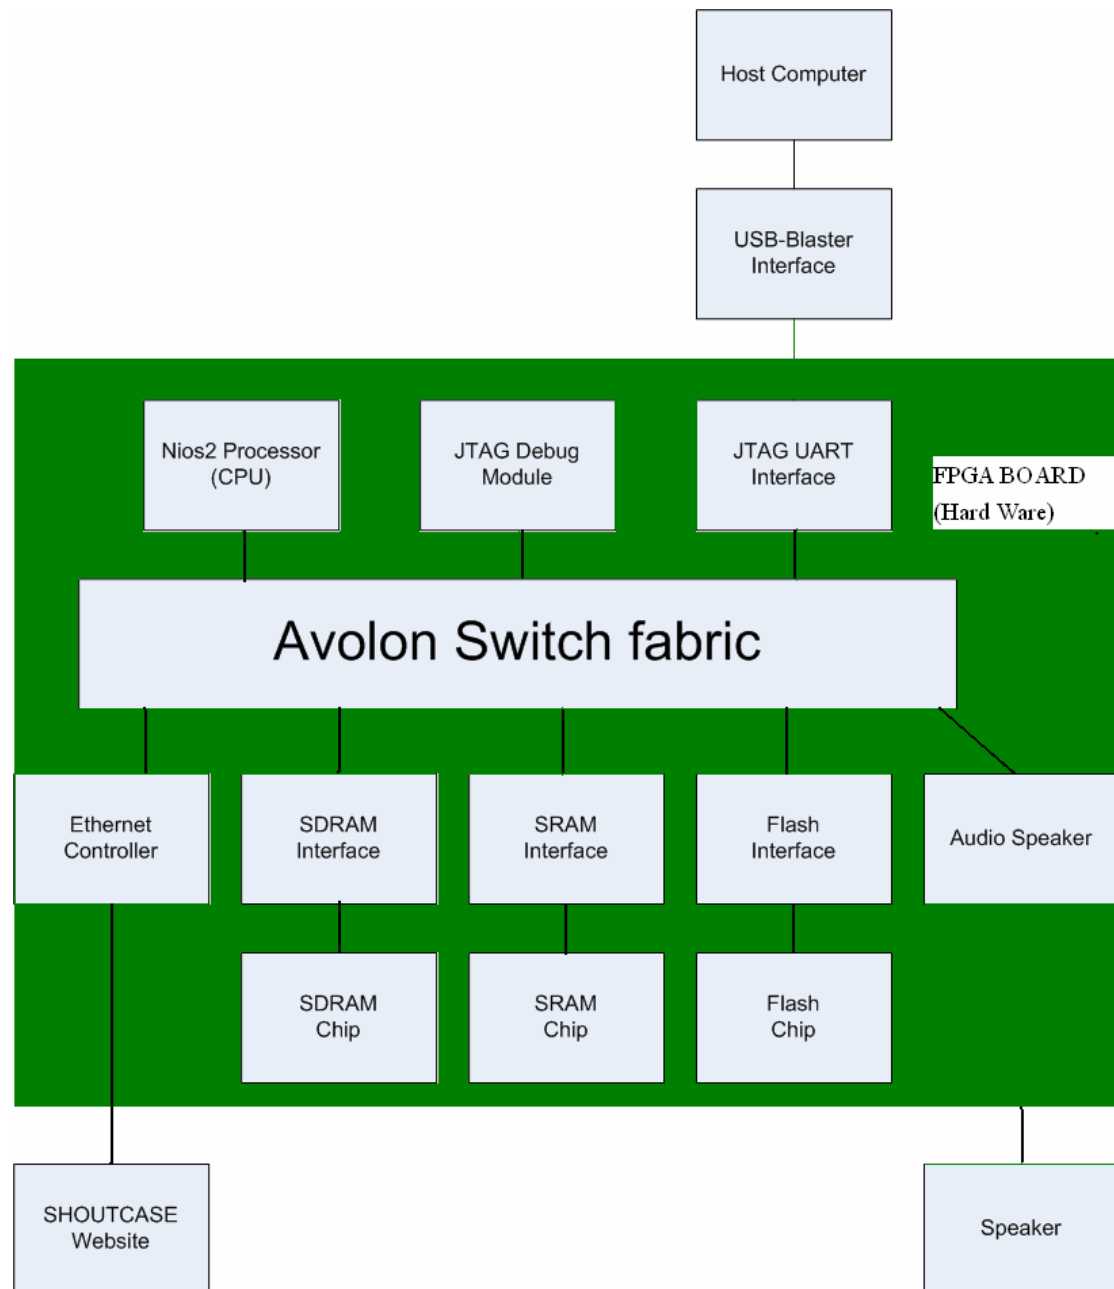 Host Computer
USB-Blaster
Interface
Nios2 Processor
(CPU)
JTAG Debug
Module
JTAG UART
Interface
FPGA BOARD
(Hard Ware)
Avolon Switch fabric
Ethernet
Controller
SDRAM
Interface
SRAM
Interface
Flash
Interface
Audio Speaker
SDRAM
Chip
SRAM
Chip
Flash
Chip
SHOUTCASE
Website
Speaker